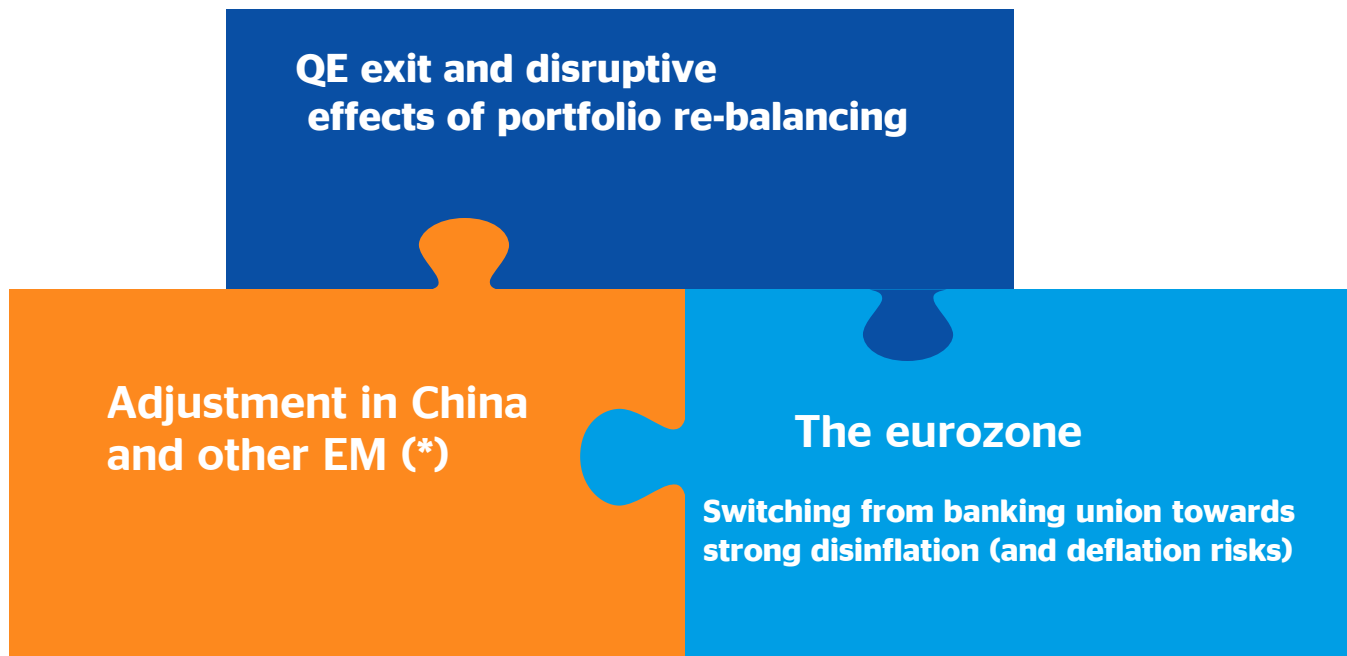 QE exit and disruptive
effects of portfolio re-balancing
Adjustment in China
and other EM (*)
The eurozone
Switching from banking union towards
strong disinflation (and deflation risks)